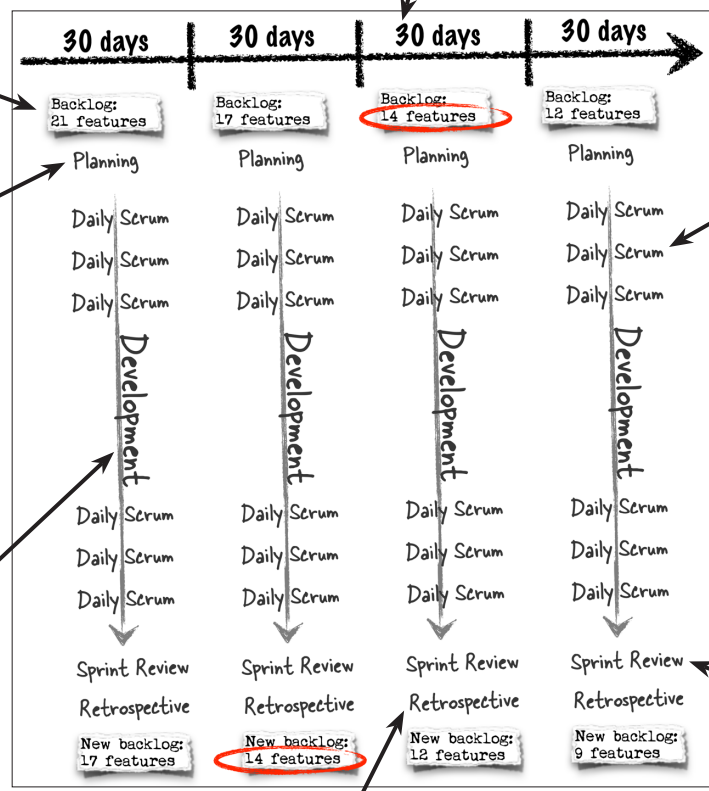 30 days
30 days
30 days
30 days
Backlog:
21 features
Backlog:
17 features
Backlog:
14 features
Backlog:
12 features
Planning
Planning
Planning
Planning
Daily Scrum
Daily Scrum
Daily Scrum
Daily Scrum
Daily Scrum
Daily Scrum
Daily Scrum
Daily Scrum
Daily Scrum
Daily Scrum
Daily Scrum
Daily Scrum
Development
Development
Development
Development
Daily Scrum
Daily Scrum
Daily Scrum
Daily Scrum
Daily Scrum
Daily Scrum
Daily Scrum
Daily Scrum
Daily Scrum
Daily Scrum
Daily Scrum
Daily Scrum
Sprint Review
Sprint Review
Sprint Review
Sprint Review
Retrospective
Retrospective
Retrospective
Retrospective
New backlog:
17 features
New backlog:
14 features
New backlog:
12 features
New backlog:
9 features